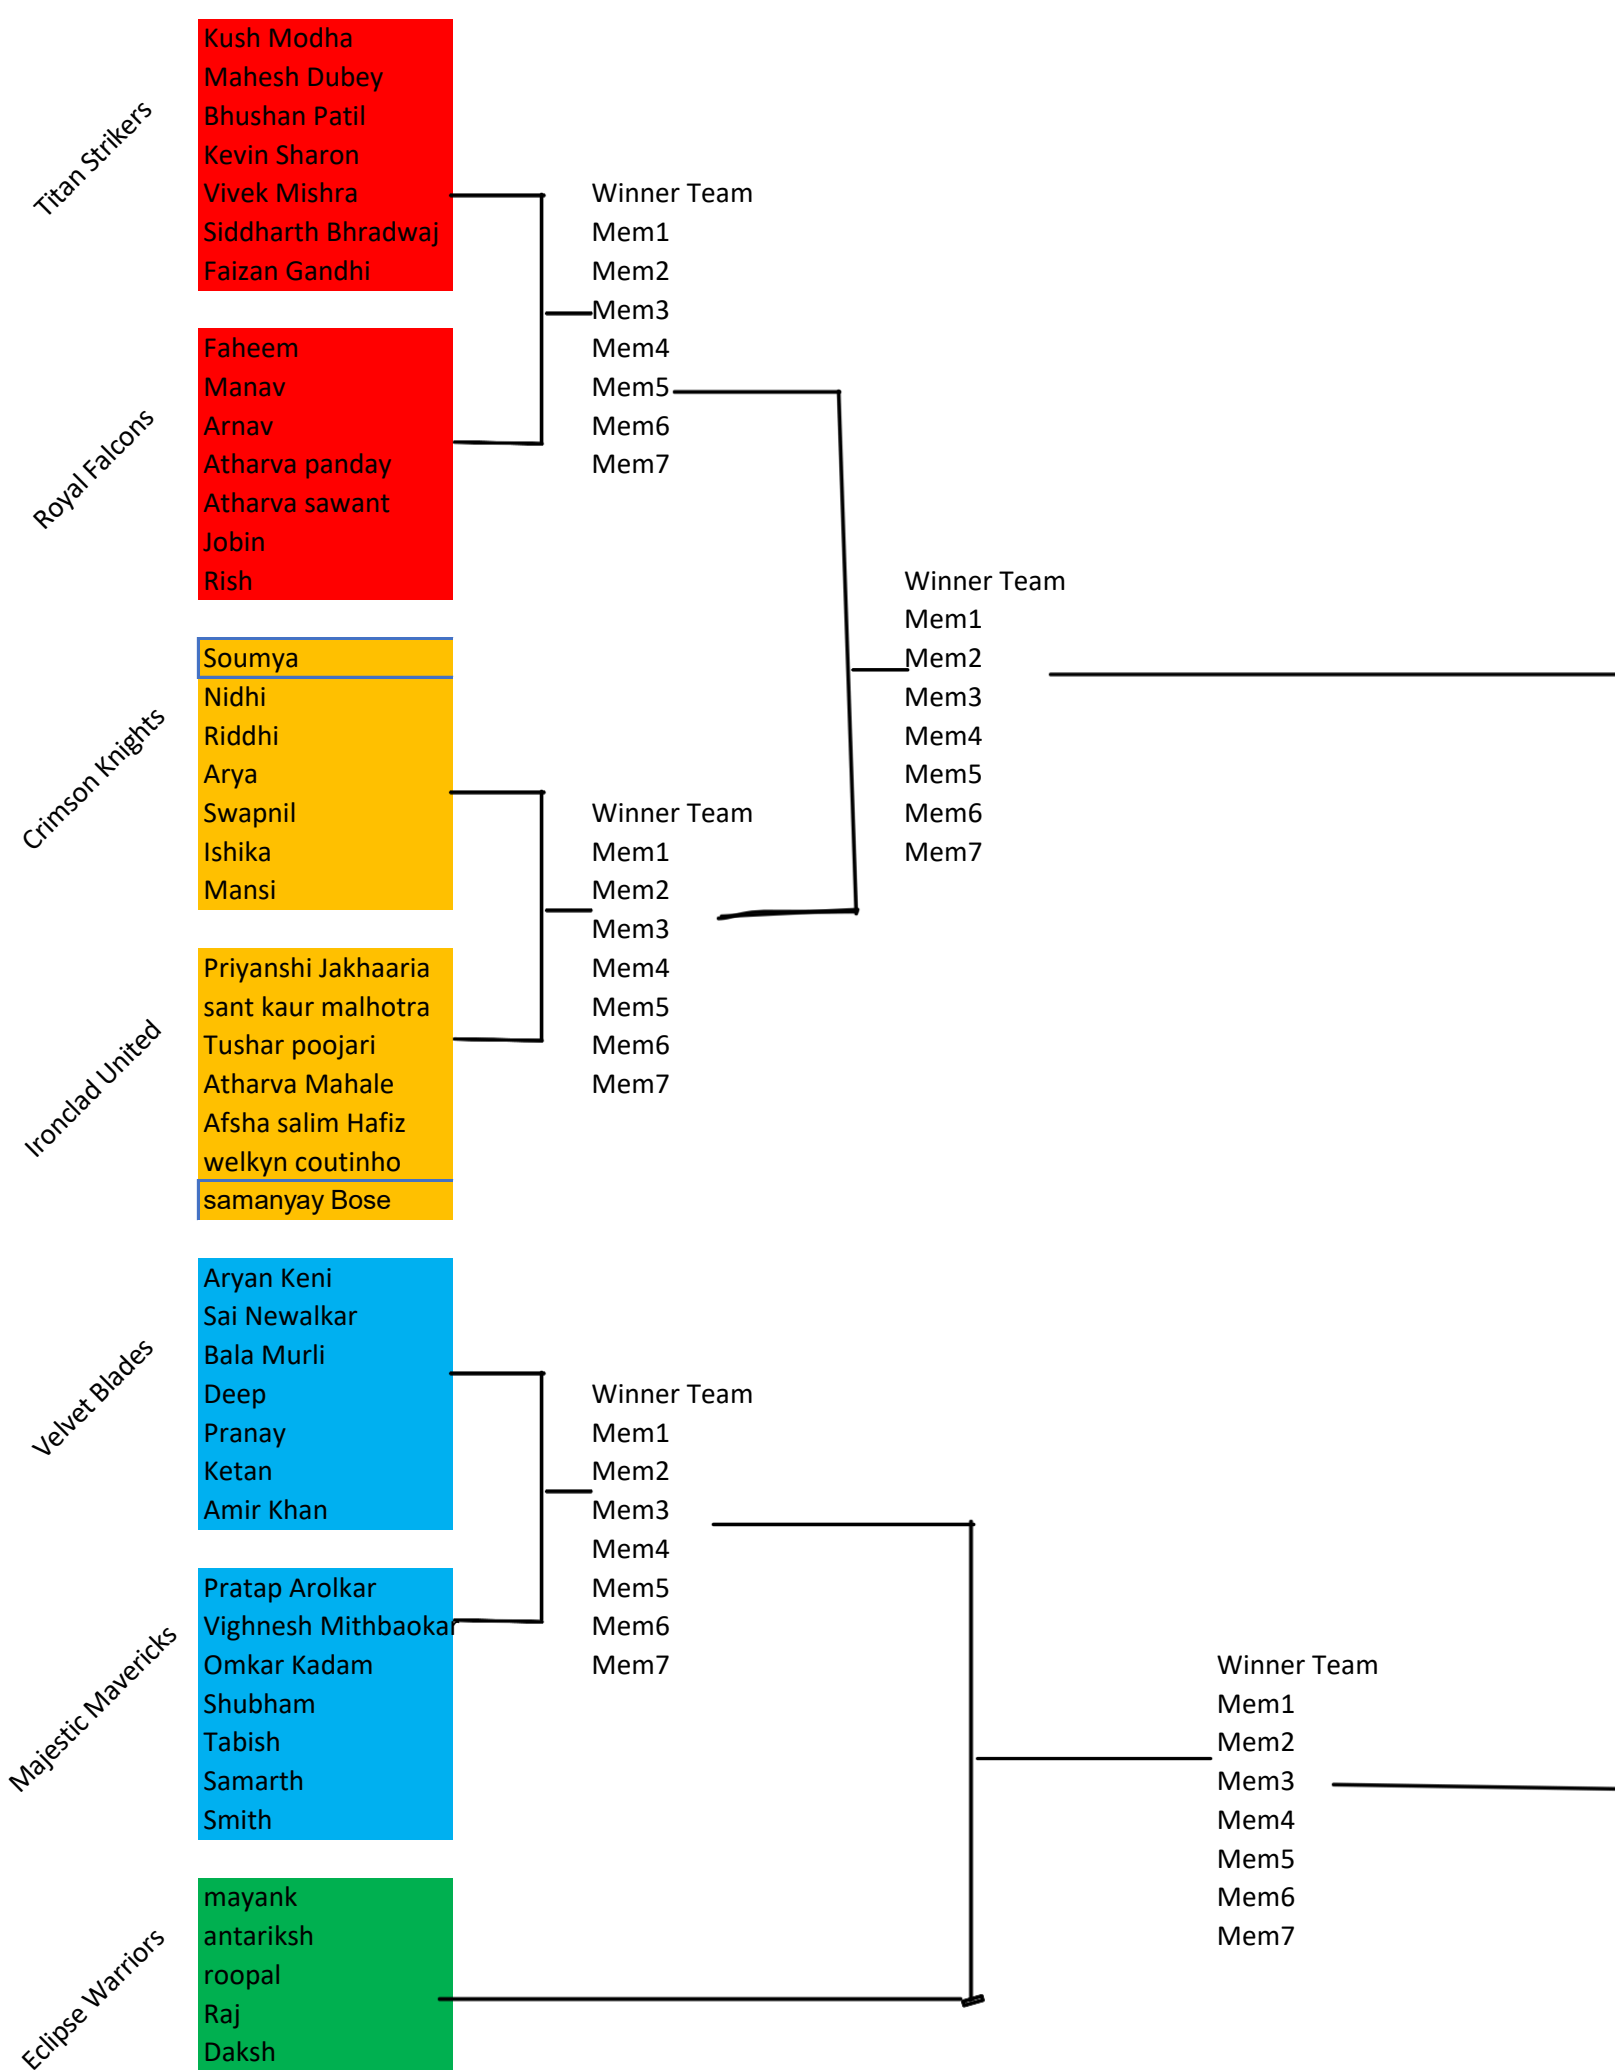 Titan Strikers
Kush Modha
Mahesh Dubey
Bhushan Patil
Kevin Sharon
Vivek Mishra
Siddharth Bhradwaj
Faizan Gandhi
Royal Falcons
Faheem
Manav
Arnav
Atharva panday
Atharva sawant
Jobin
Rish
Winner Team
Mem1
Mem2
Mem3
Mem4
Mem5
Mem6
Mem7
Crimson Knights
Soumya
Nidhi
Riddhi
Arya
Swapnil
Ishika
Mansi
Ironclad United
Priyanshi Jakhaaria
sant kaur malhotra
Tushar poojari
Atharva Mahale
Afsha salim Hafiz
welkyn coutinho
samanyay Bose
Winner Team
Mem1
Mem2
Mem3
Mem4
Mem5
Mem6
Mem7
Winner Team
Mem1
Mem2
Mem3
Mem4
Mem5
Mem6
Mem7
Velvet Blades
Aryan Keni
Sai Newalkar
Bala Murli
Deep
Pranay
Ketan
Amir Khan
Majestic Mavericks
Pratap Arolkar
Vighnesh Mithbaokar
Omkar Kadam
Shubham
Tabish
Samarth
Smith
Winner Team
Mem1
Mem2
Mem3
Mem4
Mem5
Mem6
Mem7
Eclipse Warriors
mayank
antariksh
roopal
Raj
Daksh
Winner Team
Mem1
Mem2
Mem3
Mem4
Mem5
Mem6
Mem7